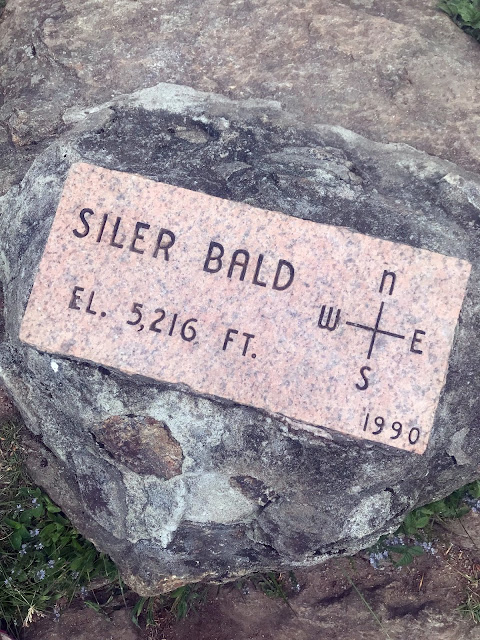 SILER BALD
EL. 5,216 FT.
n
W E
S
1990